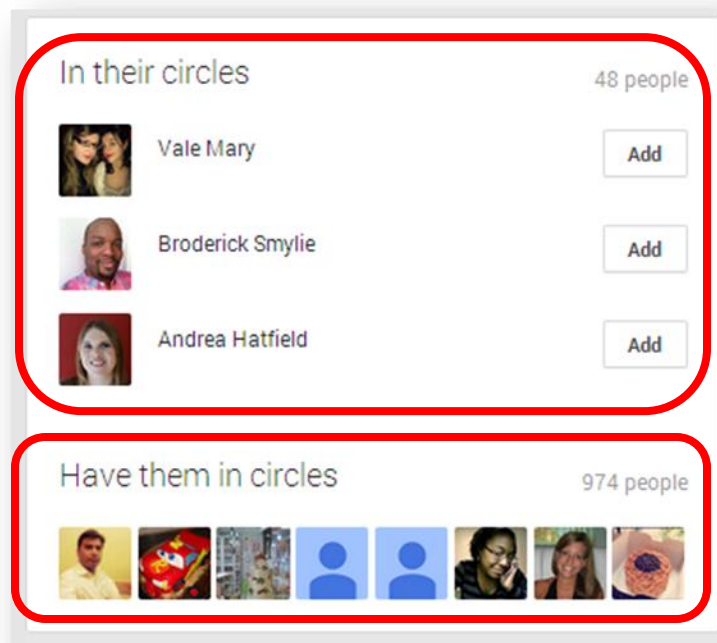 In their circles
48 people
Vale Mary
Add
Broderick Smylie
Add
Andrea Hatfield
Add
Have them in circles
974 people